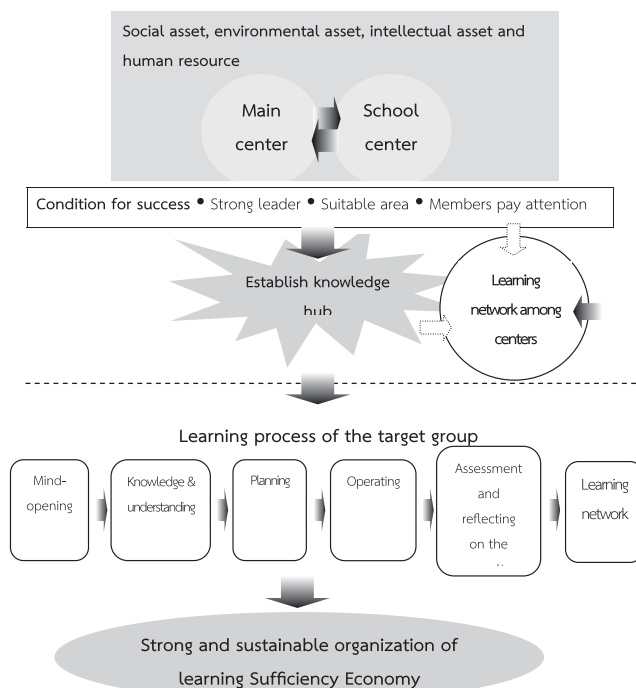 Social asset, environmental asset, intellectual asset and
human resource
Main
center
School
center
Condition for success • Strong leader • Suitable area • Members pay attention
Establish knowledge
hub
Learning
network among
centers
Learning process of the target group
Mind-
opening
Knowledge &
understanding
Planning
Operating
Assessment
and
reflecting
on the
Learning
network
Strong and sustainable organization of
learning Sufficiency Economy